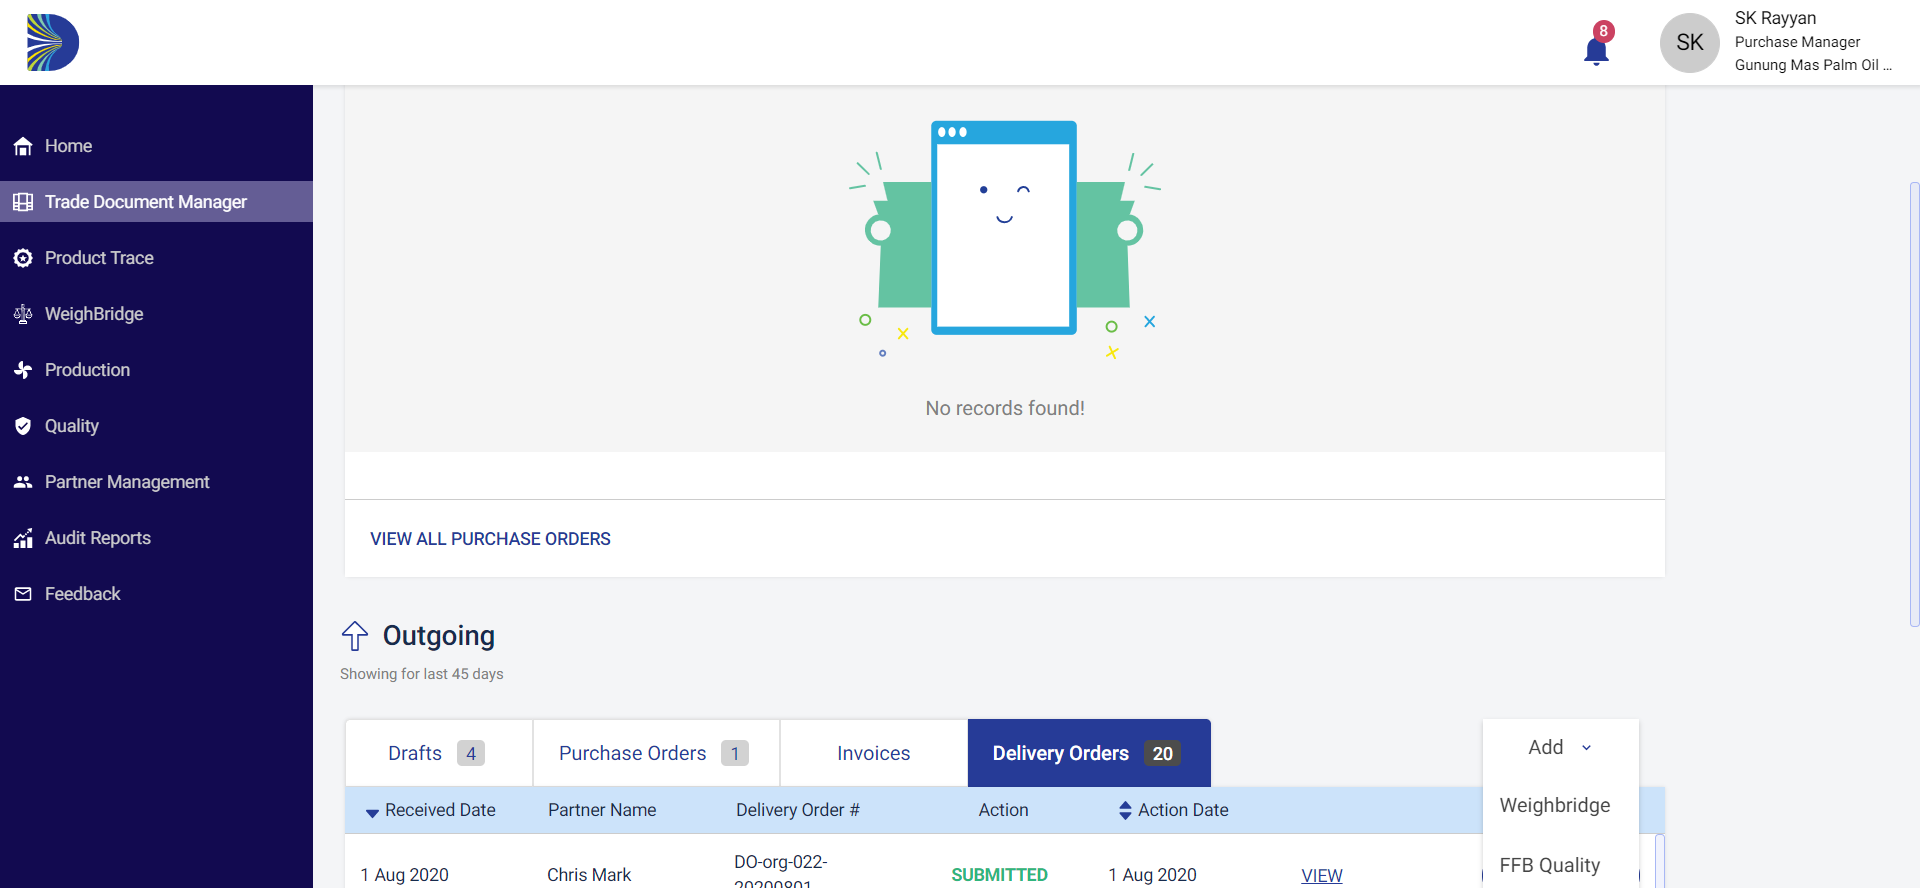 8
SK
SK Rayyan
Purchase Manager
Gunung Mas Palm Oil ...
Home
Trade Document Manager
Product Trace
WeighBridge
Production
Quality
Partner Management
Audit Reports
Feedback
No records found!
VIEW ALL PURCHASE ORDERS
Outgoing
Showing for last 45 days
Drafts 4
Purchase Orders 1
Invoices
Delivery Orders 20
Add
Weighbridge
FFB Quality
Received Date Partner Name Delivery Order # Action Action Date
1 Aug 2020 Chris Mark DO-org-022-
20200801 SUBMITTED 1 Aug 2020 VIEW